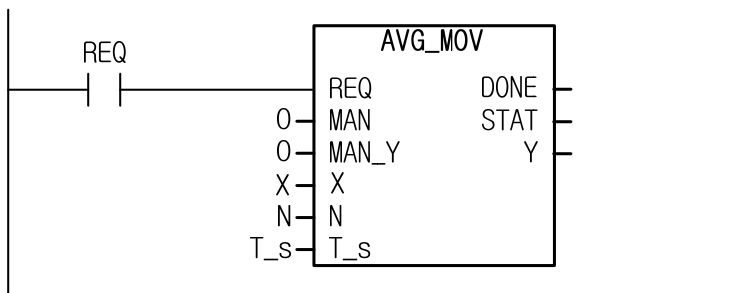 AVG_MOV
REQ
REQ DONE
0 MAN STAT
0 MAN_Y Y
X X
N N
T_s T_s